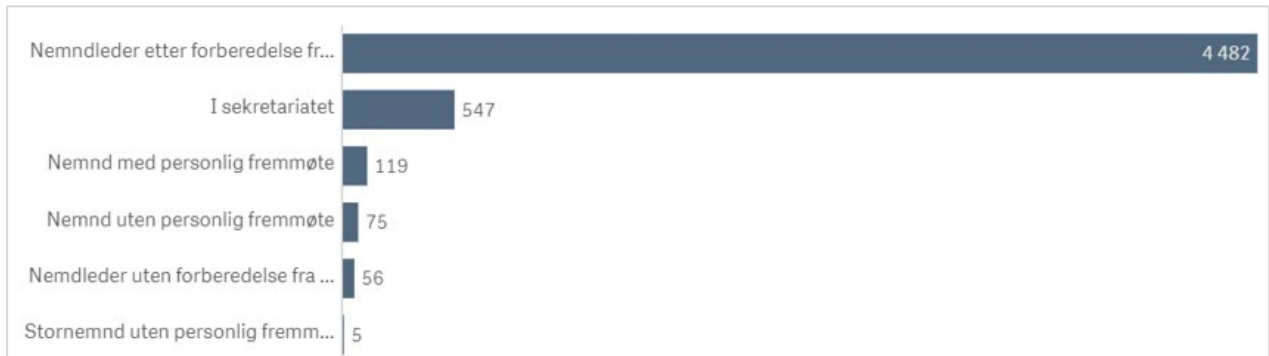 Nemndleder etter forberedelse fr... 4 482
I sekretariatet 547
Nemnd med personlig fremmøte 119
Nemnd uten personlig fremmøte 75
Nemdleder uten forberedelse fra ... 56
Stornemnd uten personlig fremm... 5